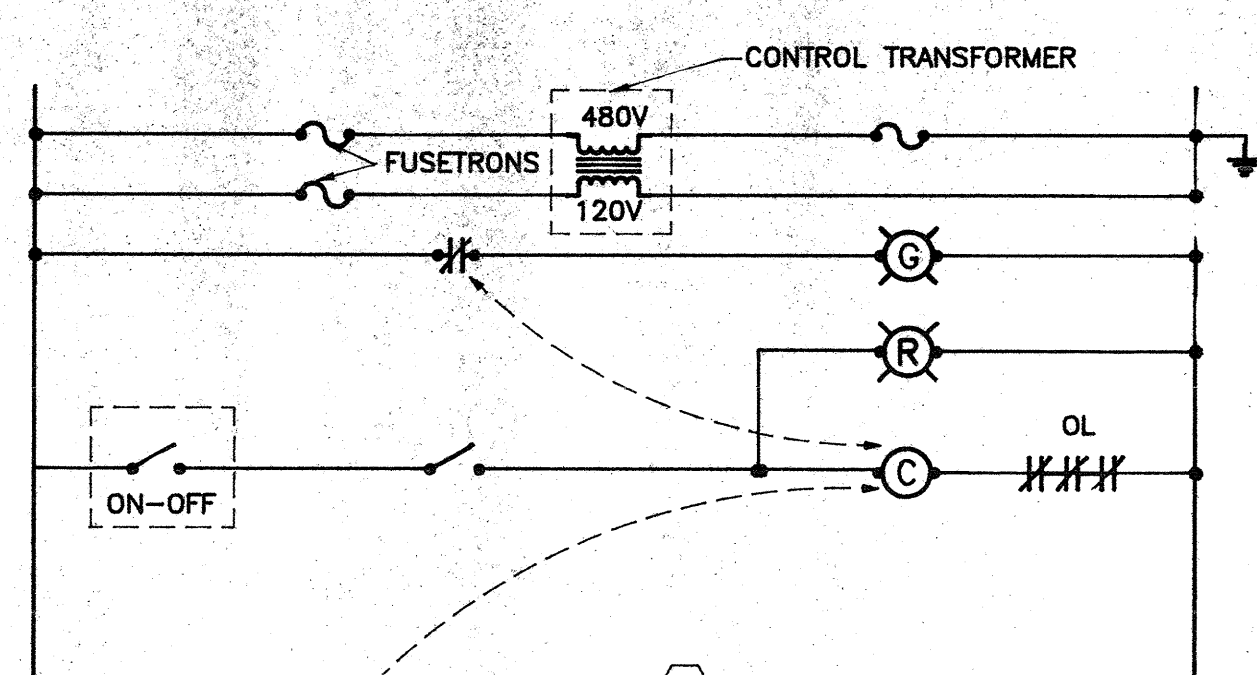 CONTROL TRANSFORMER
480V
FUSETRONS
120V
G
R
OL
C
ON-OFF